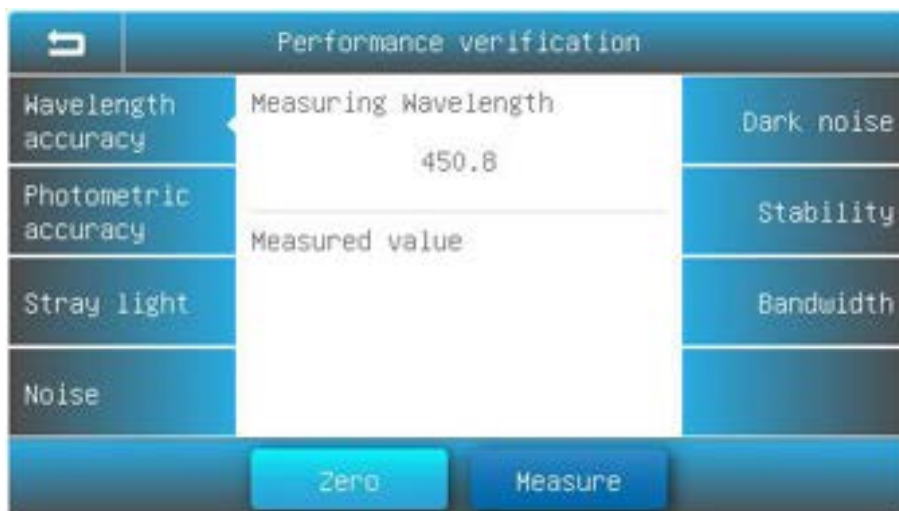 Performance verification
Wavelength
accuracy
Photometric
accuracy
Stray light
Noise
Measuring Wavelength
450.8
Measured value
Dark noise
Stability
Bandwidth
Zero
Measure